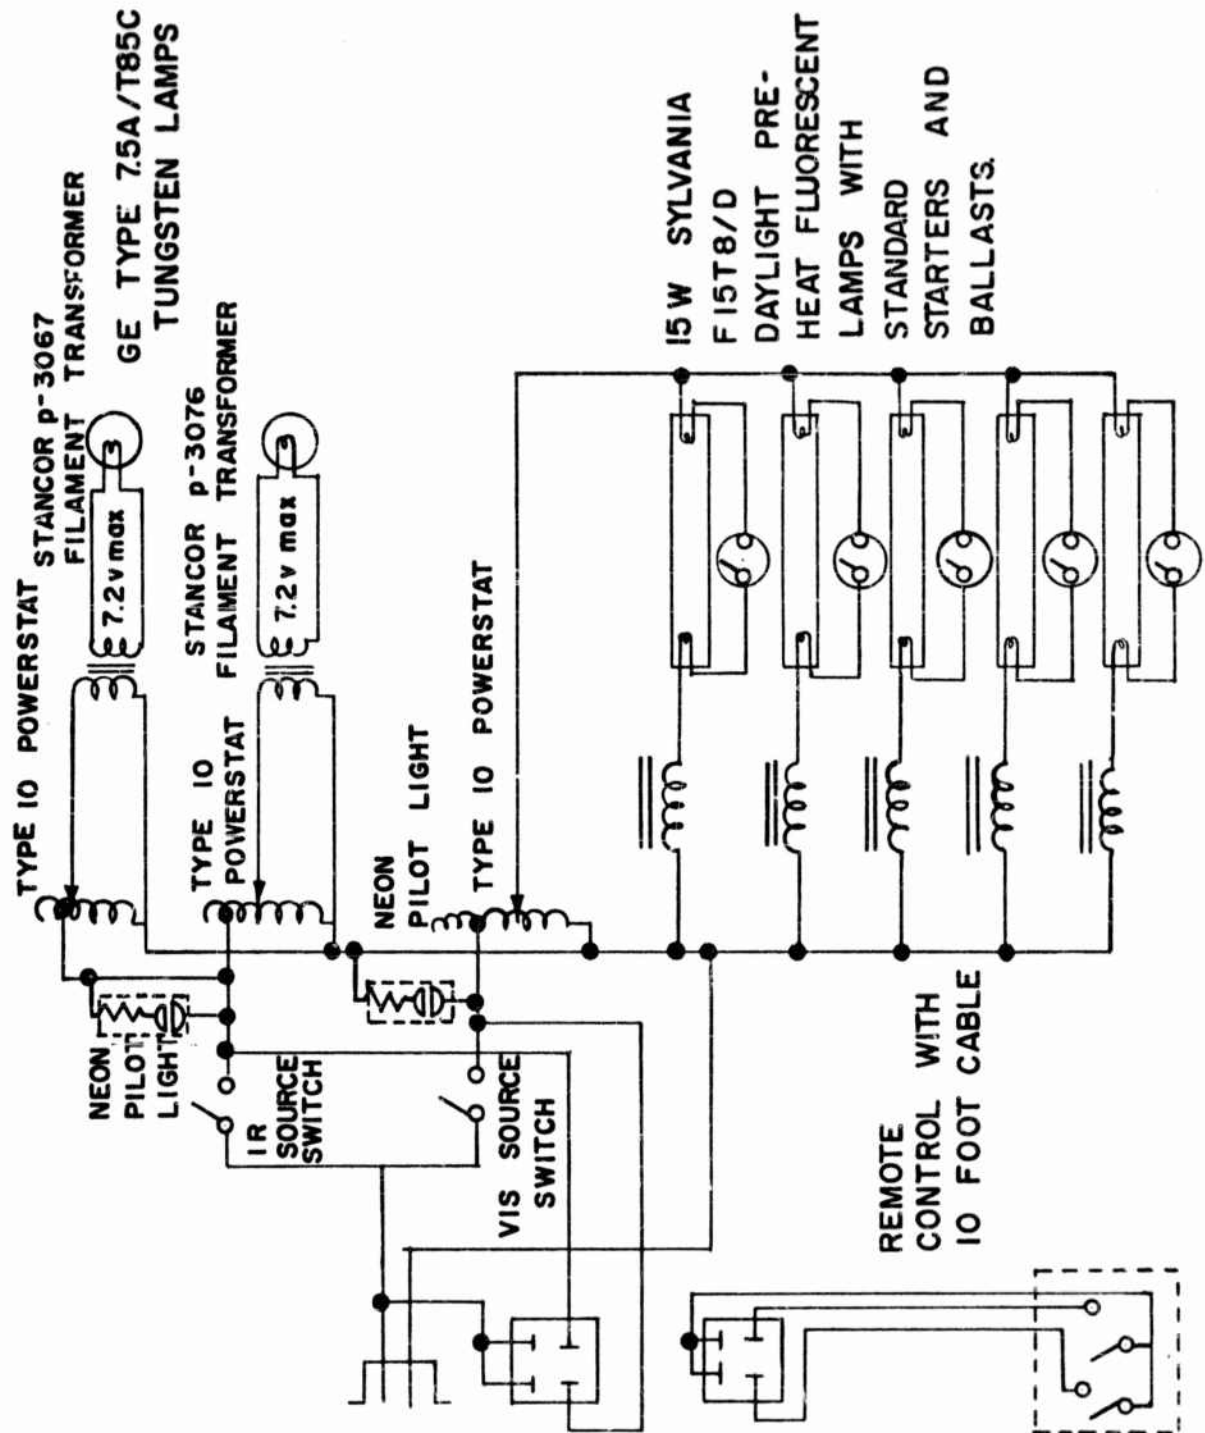 TYPE 10 POWERSTAT
STANCOR p-3067
FILAMENT TRANSFORMER
7.2v max
GE TYPE 7.5A/T85C
TUNGSTEN LAMPS
TYPE 10
POWERSTAT
STANCOR p-3076
FILAMENT TRANSFORMER
7.2v max
NEON
PILOT
LIGHT
IR
SOURCE
SWITCH
NEON
PILOT LIGHT
TYPE 10 POWERSTAT
VIS SOURCE
SWITCH
15W SYLVANIA
F15T8/D
DAYLIGHT PRE-
HEAT FLUORESCENT
LAMPS WITH
STANDARD
STARTERS AND
BALLASTS.
REMOTE
CONTROL WITH
10 FOOT CABLE